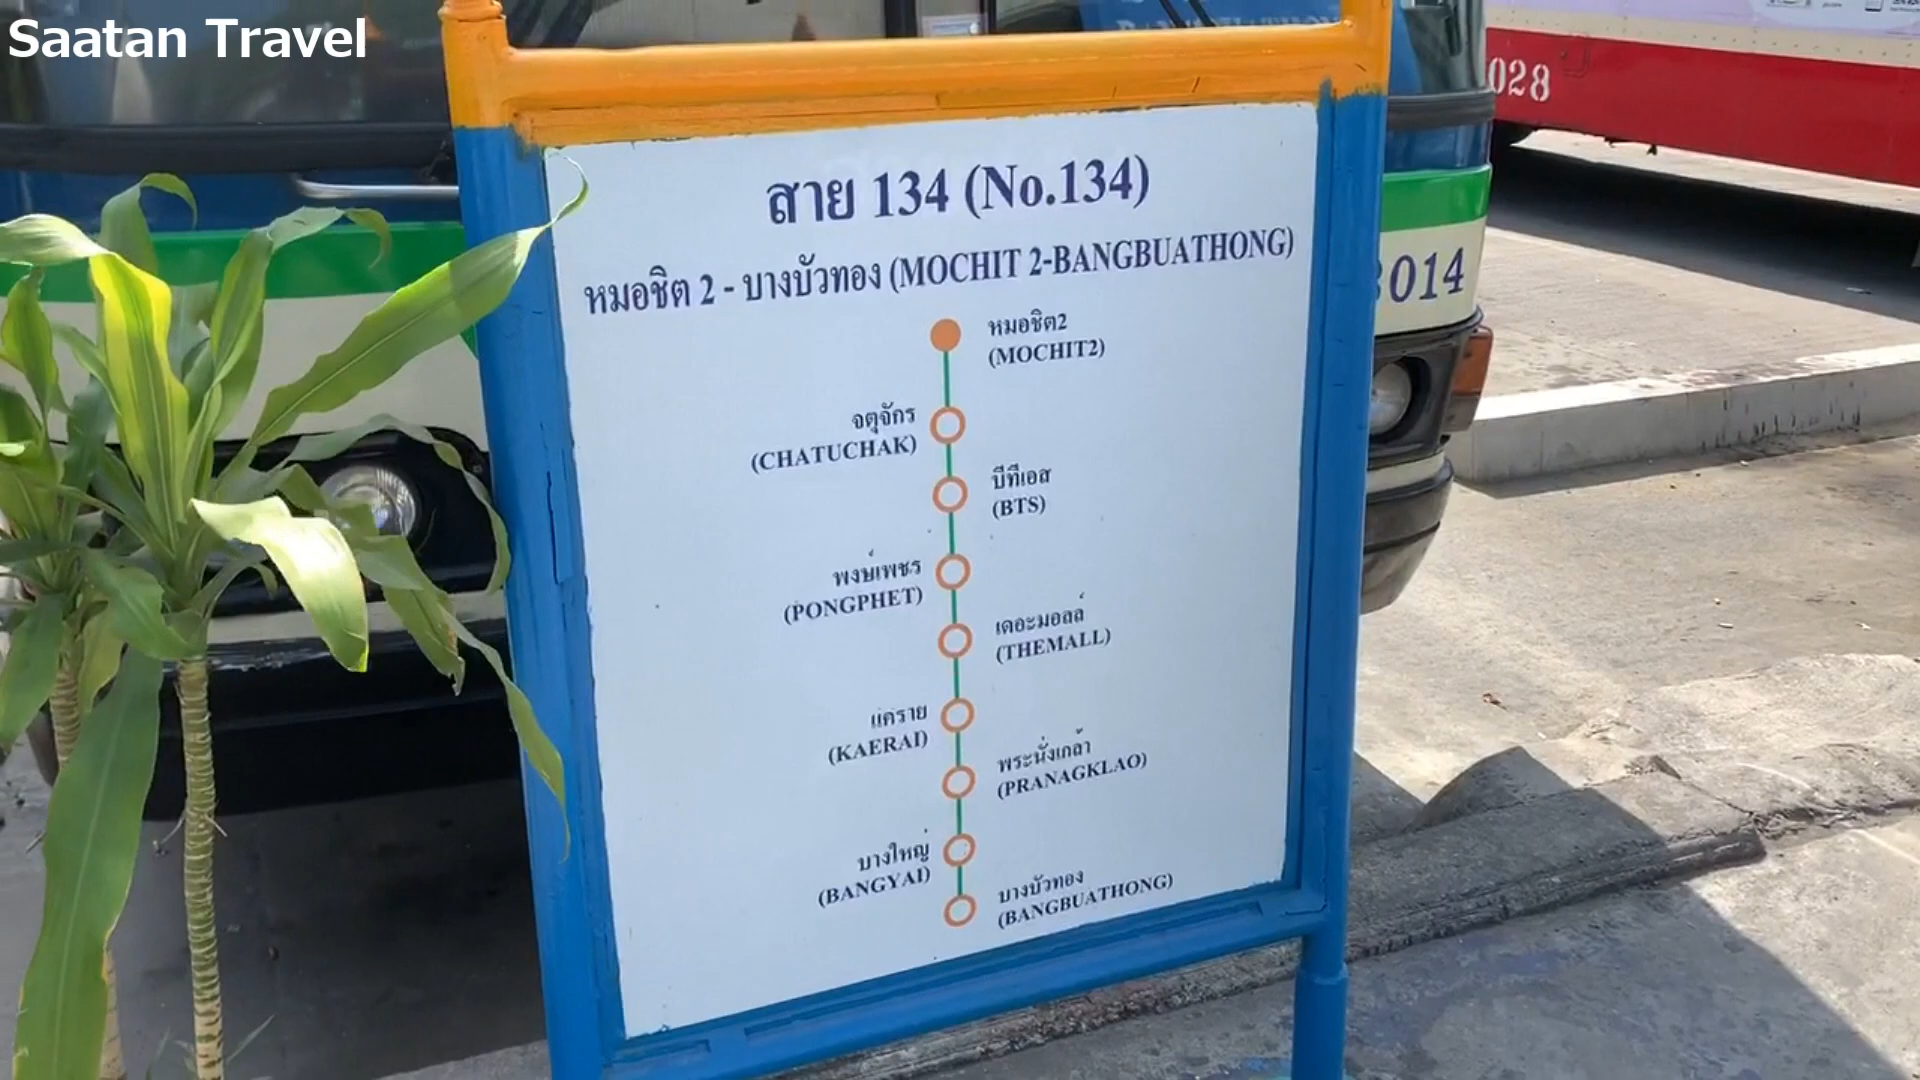 Saatan Travel
028
สาย 134 (No.134)
หมอชิต 2 - บางบัวทอง (MOCHIT 2-BANGBUATHONG)
014
หมอชิต2
(MOCHIT2)
จตุจักร
(CHATUCHAK)
บีทีเอส
(BTS)
พงษ์เพชร
(PONGPHET)
เดอะมอลล์
(THEMALL)
แคราย
(KAERAI)
พระนั่งเกล้า
(PRANAGKLAO)
บางใหญ่
(BANGYAI)
บางบัวทอง
(BANGBUATHONG)